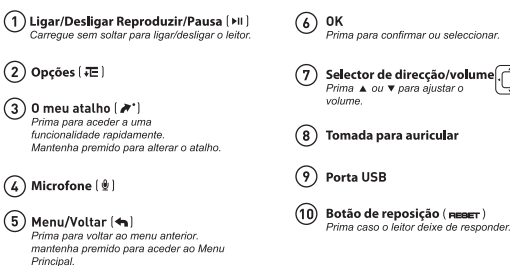 1 Ligar/Desligar Reproduzir/Pausa
Carregue sem soltar para ligar/desligar o leitor.
2 Opções
3 O meu atalho
Prima para aceder a uma
funcionalidade rapidamente.
Mantenha premido para alterar o atalho.
4 Microfone
5 Menu/Voltar
Prima para voltar ao menu anterior.
mantenha premido para aceder ao Menu
Principal.
6 OK
Prima para confirmar ou seleccionar.
7 Selector de direcção/volume
Prima ▲ ou ▼ para ajustar o
volume.
8 Tomada para auricular
9 Porta USB
10 Botão de reposição ( RESET )
Prima caso o leitor deixe de responder.